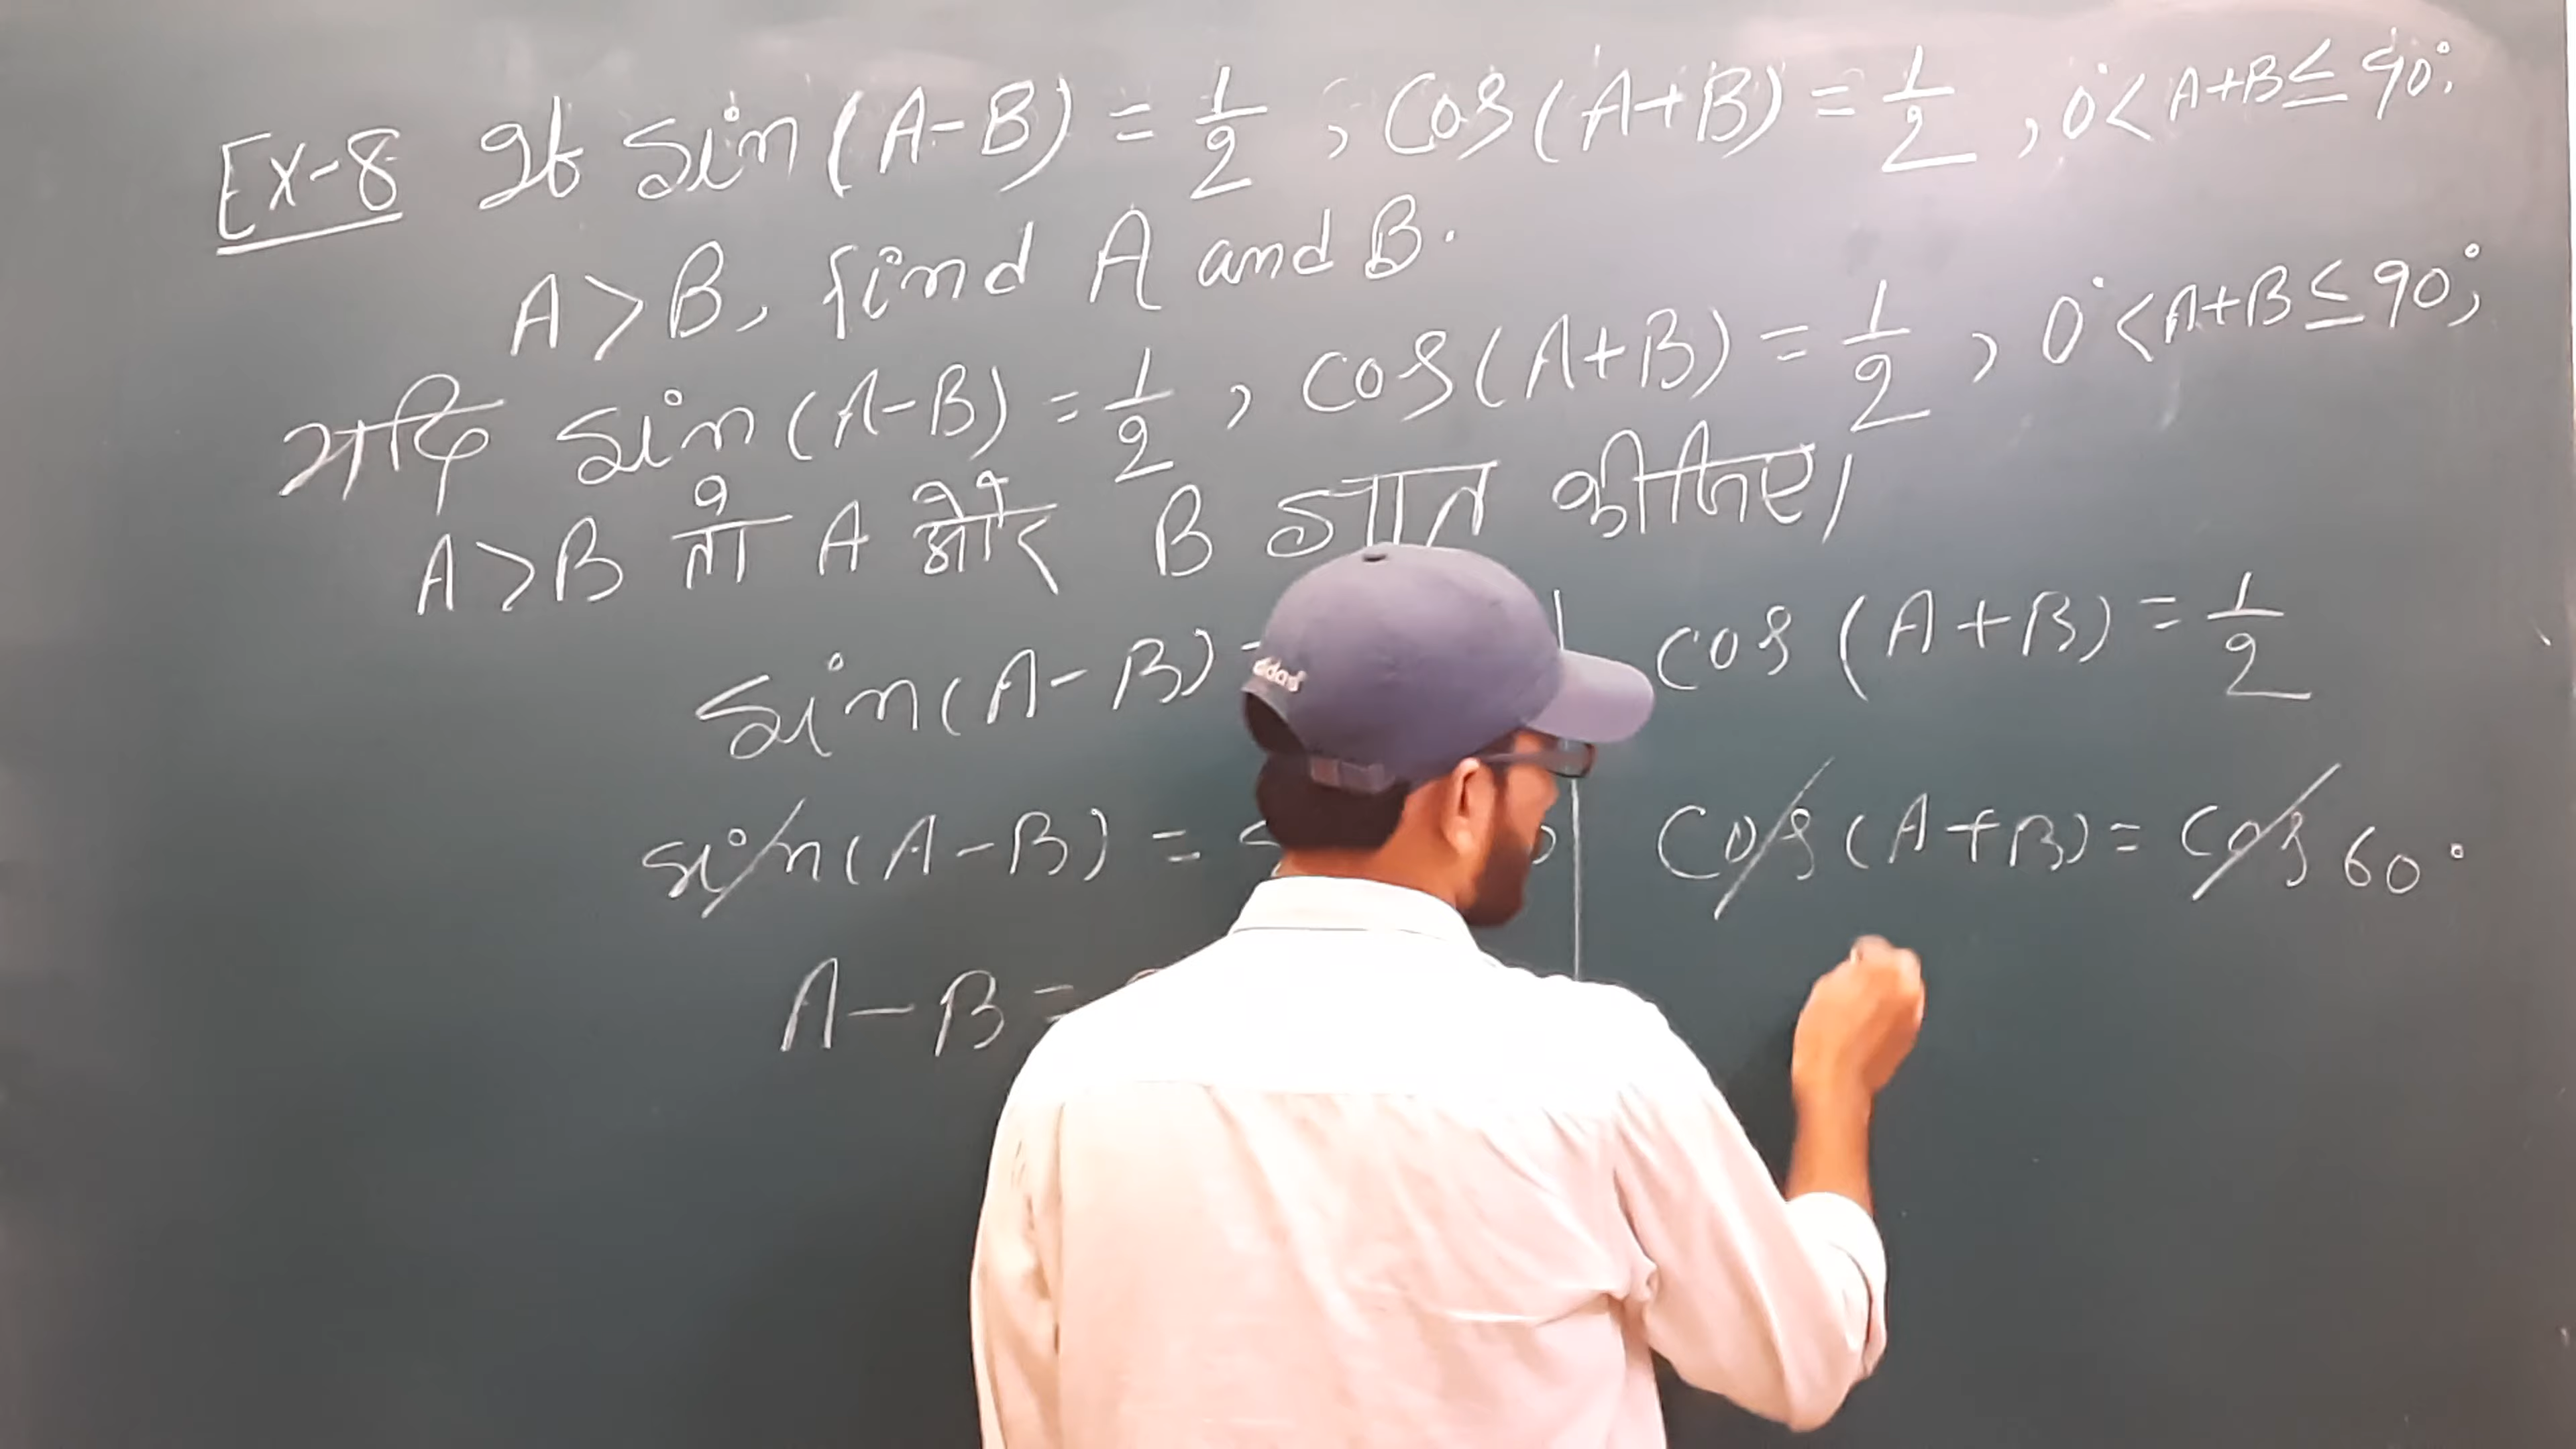 Ex-8 If sin(A-B) = 1/2, cos(A+B) = 1/2, 0°< A+B ≤ 90°,
A>B, find A and B.
यदि sin(A-B) = 1/2, cos(A+B) = 1/2, 0°<A+B ≤ 90°,
A>B तो A और B ज्ञात कीजिए।
sin(A-B)
cos(A+B) = 1/2
sin(A-B) =
cos(A+B) = cos 60°
A-B =
adidas